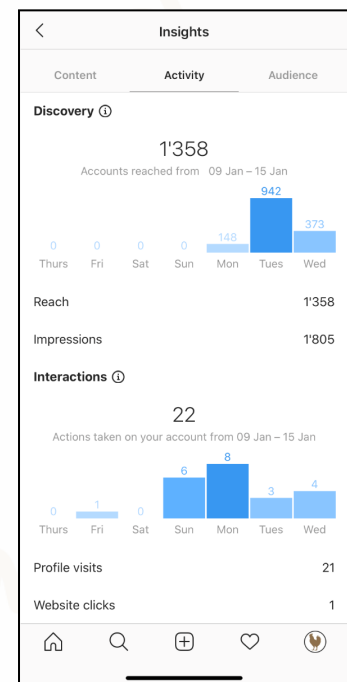 Insights
Content Activity Audience
Discovery
1'358
Accounts reached from 09 Jan – 15 Jan
942
373
148
0 0 0 0
Thurs Fri Sat Sun Mon Tues Wed
Reach 1'358
Impressions 1'805
Interactions
22
Actions taken on your account from 09 Jan – 15 Jan
8
6
4
3
1
0 0
Thurs Fri Sat Sun Mon Tues Wed
Profile visits 21
Website clicks 1